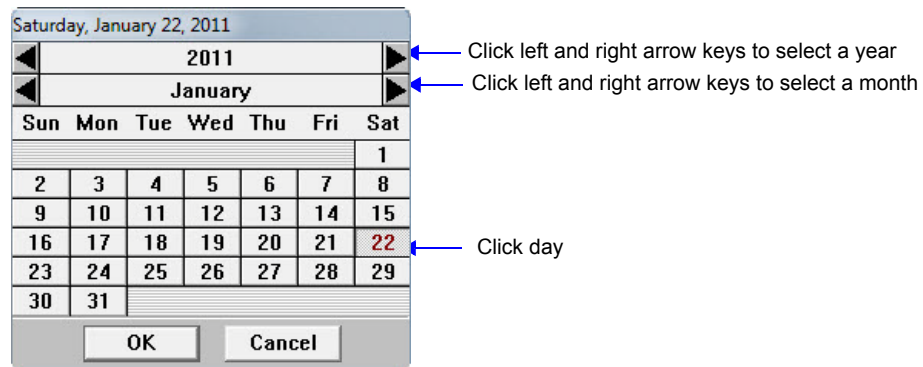 Saturday, January 22, 2011
2011 Click left and right arrow keys to select a year
January Click left and right arrow keys to select a month
Sun Mon Tue Wed Thu Fri Sat
1
2 3 4 5 6 7 8
9 10 11 12 13 14 15
16 17 18 19 20 21 22 Click day
23 24 25 26 27 28 29
30 31
OK Cancel